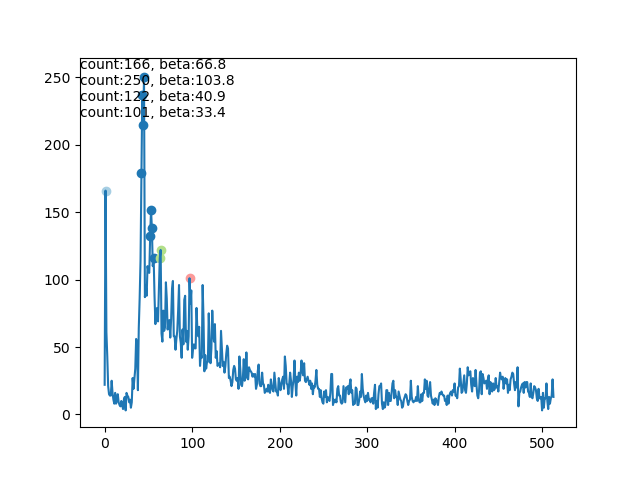 count:166, beta:66.8
250
count:250, beta:103.8
count:122, beta:40.9
count:101, beta:33.4
200
150
100
50
0
0 100 200 300 400 500